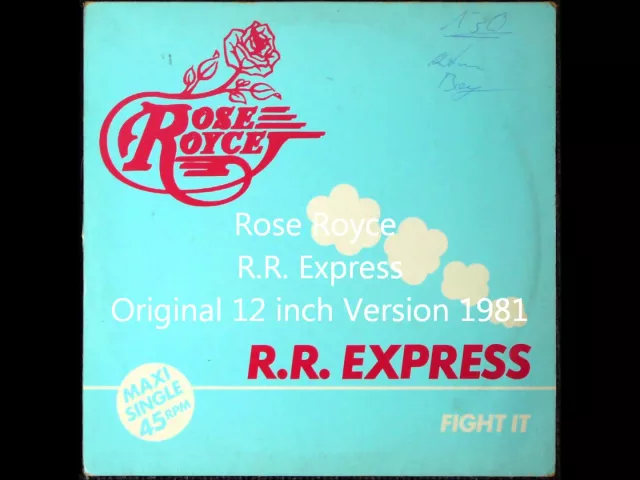 150
ROSE
ROYCE
Rose Royce
R.R. Express
Original 12 inch Version 1981
R.R. EXPRESS
MAXI
SINGLE
45RPM
FIGHT IT